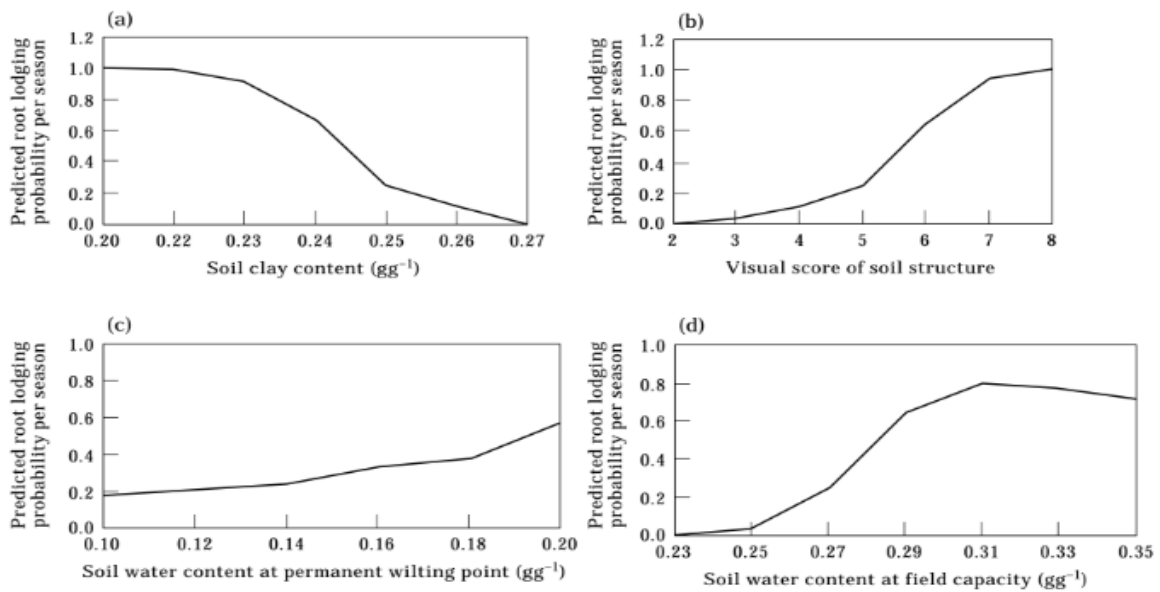 (a)
Predicted root lodging
probability per season
1.2
1.0
0.8
0.6
0.4
0.2
0.0
0.20 0.22 0.23 0.24 0.25 0.26 0.27
Soil clay content (gg⁻¹)
(b)
Predicted root lodging
probability per season
1.2
1.0
0.8
0.6
0.4
0.2
0.0
2 3 4 5 6 7 8
Visual score of soil structure
(c)
Predicted root lodging
probability per season
1.0
0.8
0.6
0.4
0.2
0.0
0.10 0.12 0.14 0.16 0.18 0.20
Soil water content at permanent wilting point (gg⁻¹)
(d)
Predicted root lodging
probability per season
1.0
0.8
0.6
0.4
0.2
0.0
0.23 0.25 0.27 0.29 0.31 0.33 0.35
Soil water content at field capacity (gg⁻¹)